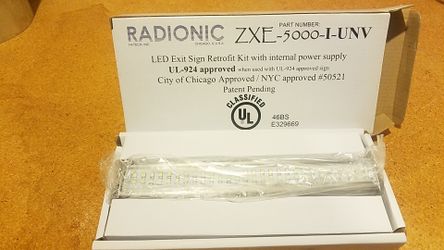 RADIONIC
CHICAGO, IL U.S.A.
PART NUMBER:
ZXE-5000-I-UNV
LED Exit Sign Retrofit Kit with internal power supply
UL-924 approved when used with UL-924 approved sign
City of Chicago Approved / NYC approved #50521
Patent Pending
CLASSIFIED
UL
46BS
E329669